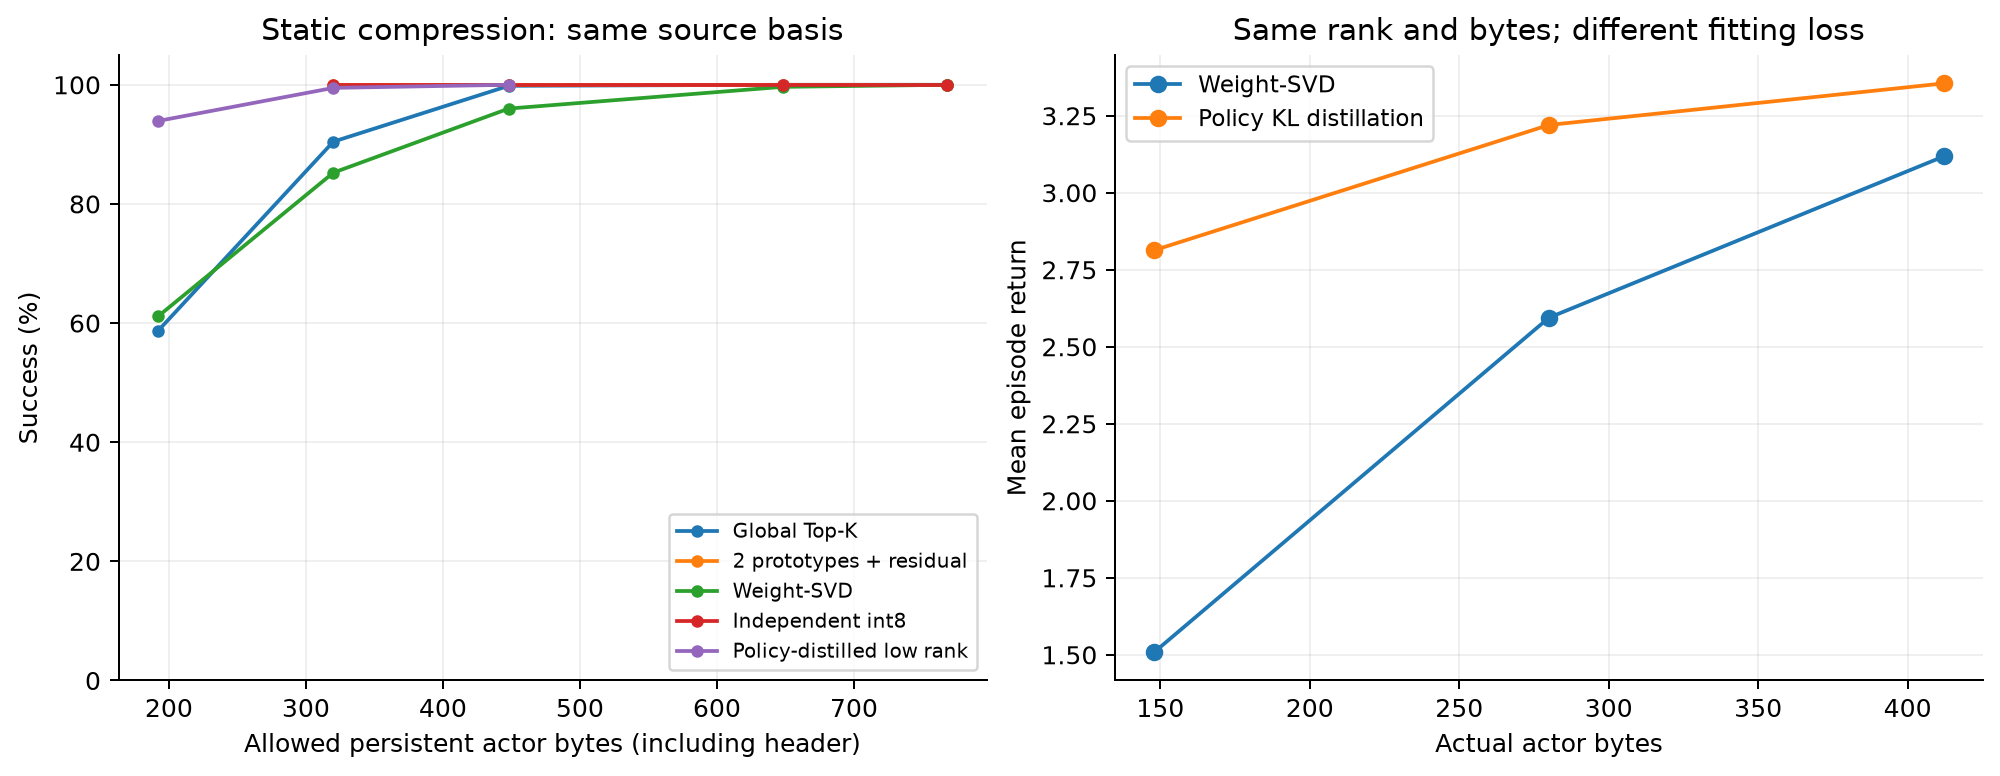 Static compression: same source basis
100
80
60
40
20
0
Success (%)
200 300 400 500 600 700
Allowed persistent actor bytes (including header)
Global Top-K
2 prototypes + residual
Weight-SVD
Independent int8
Policy-distilled low rank
Same rank and bytes; different fitting loss
Weight-SVD
Policy KL distillation
3.25
3.00
2.75
2.50
2.25
2.00
1.75
1.50
Mean episode return
150 200 250 300 350 400
Actual actor bytes